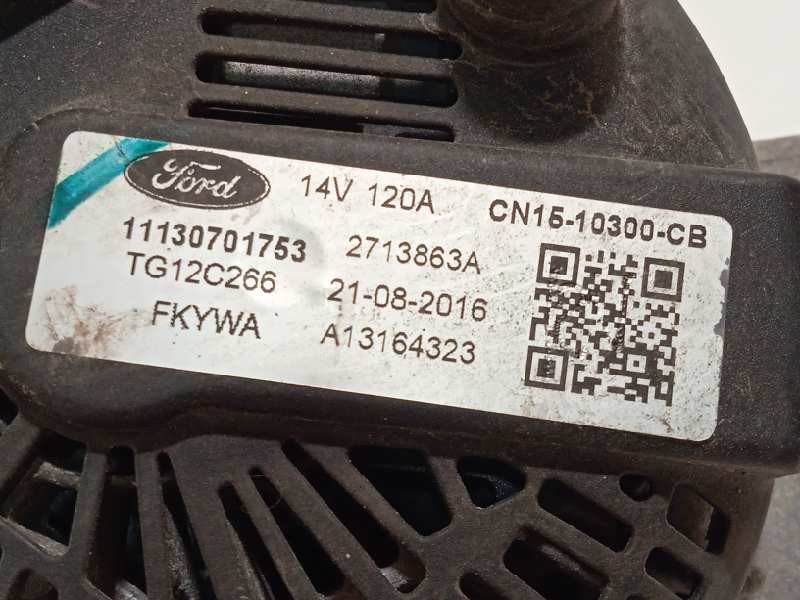 Ford 14V 120A CN15-10300-CB
11130701753 2713863A
TG12C266 21-08-2016
FKYWA A13164323